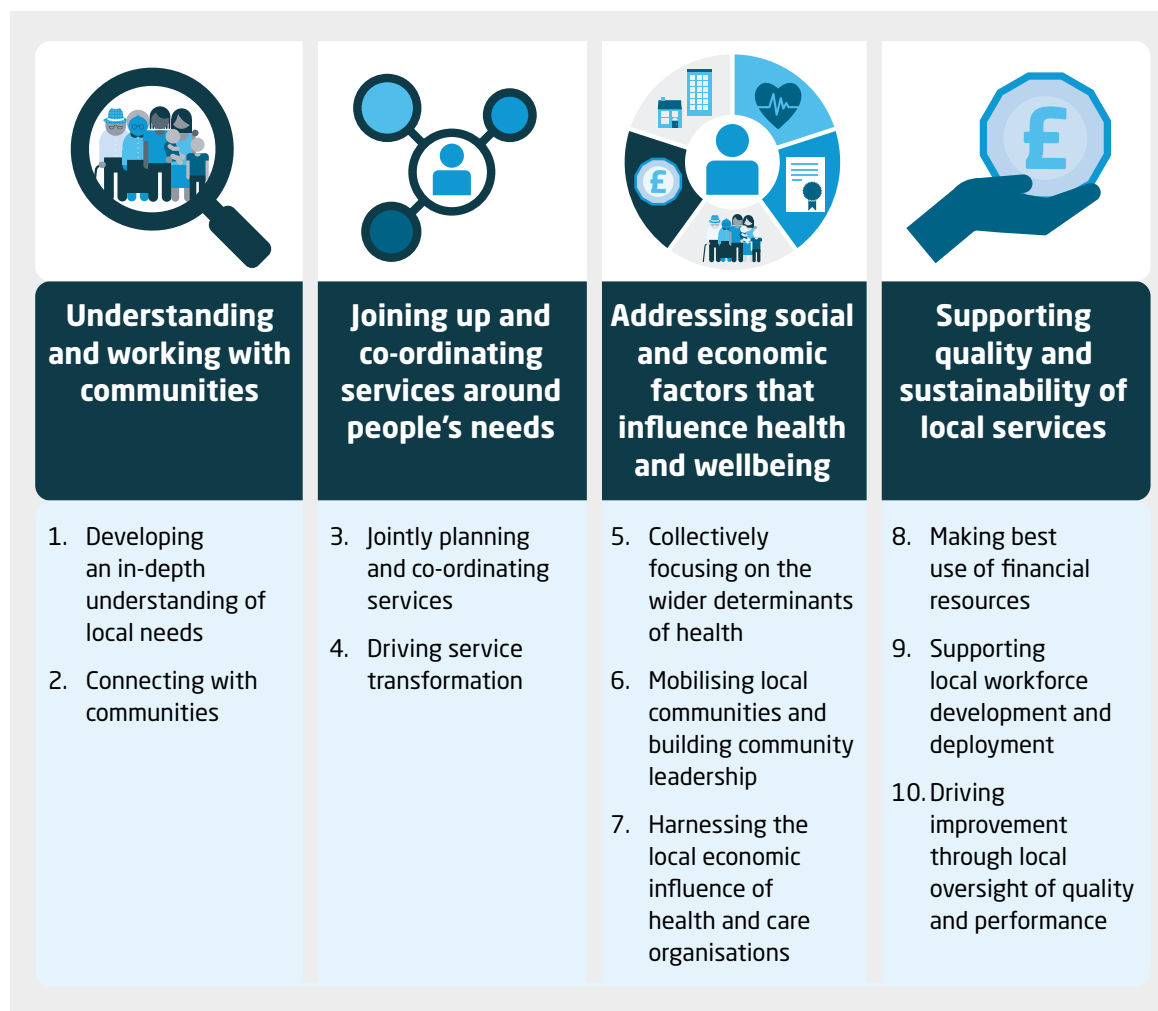 £
£
Understanding
and working with
communities
1. Developing
an in-depth
understanding of
local needs
2. Connecting with
communities
Joining up and
co-ordinating
services around
people's needs
3. Jointly planning
and co-ordinating
services
4. Driving service
transformation
Addressing social
and economic
factors that
influence health
and wellbeing
5. Collectively
focusing on the
wider determinants
of health
6. Mobilising local
communities and
building community
leadership
7. Harnessing the
local economic
influence of
health and care
organisations
Supporting
quality and
sustainability of
local services
8. Making best
use of financial
resources
9. Supporting
local workforce
development and
deployment
10. Driving
improvement
through local
oversight of quality
and performance